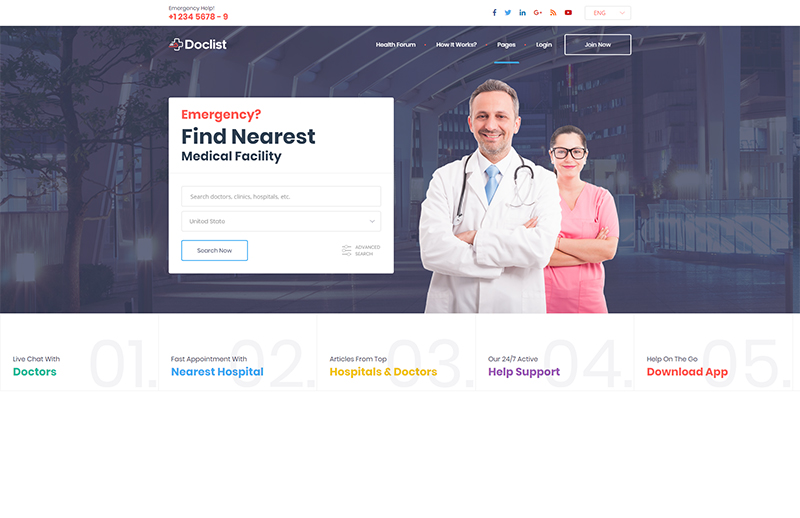 Emergency Help!
+1 234 5678 - 9
ENG
Doclist
Health Forum
How It Works?
Pages
Login
Join Now
Emergency?
Find Nearest
Medical Facility
Search doctors, clinics, hospitals, etc.
United State
Search Now
ADVANCED
SEARCH
01.
Live Chat With
Doctors
02.
Fast Appointment With
Nearest Hospital
03.
Articles From Top
Hospitals & Doctors
04.
Our 24/7 Active
Help Support
05.
Help On The Go
Download App